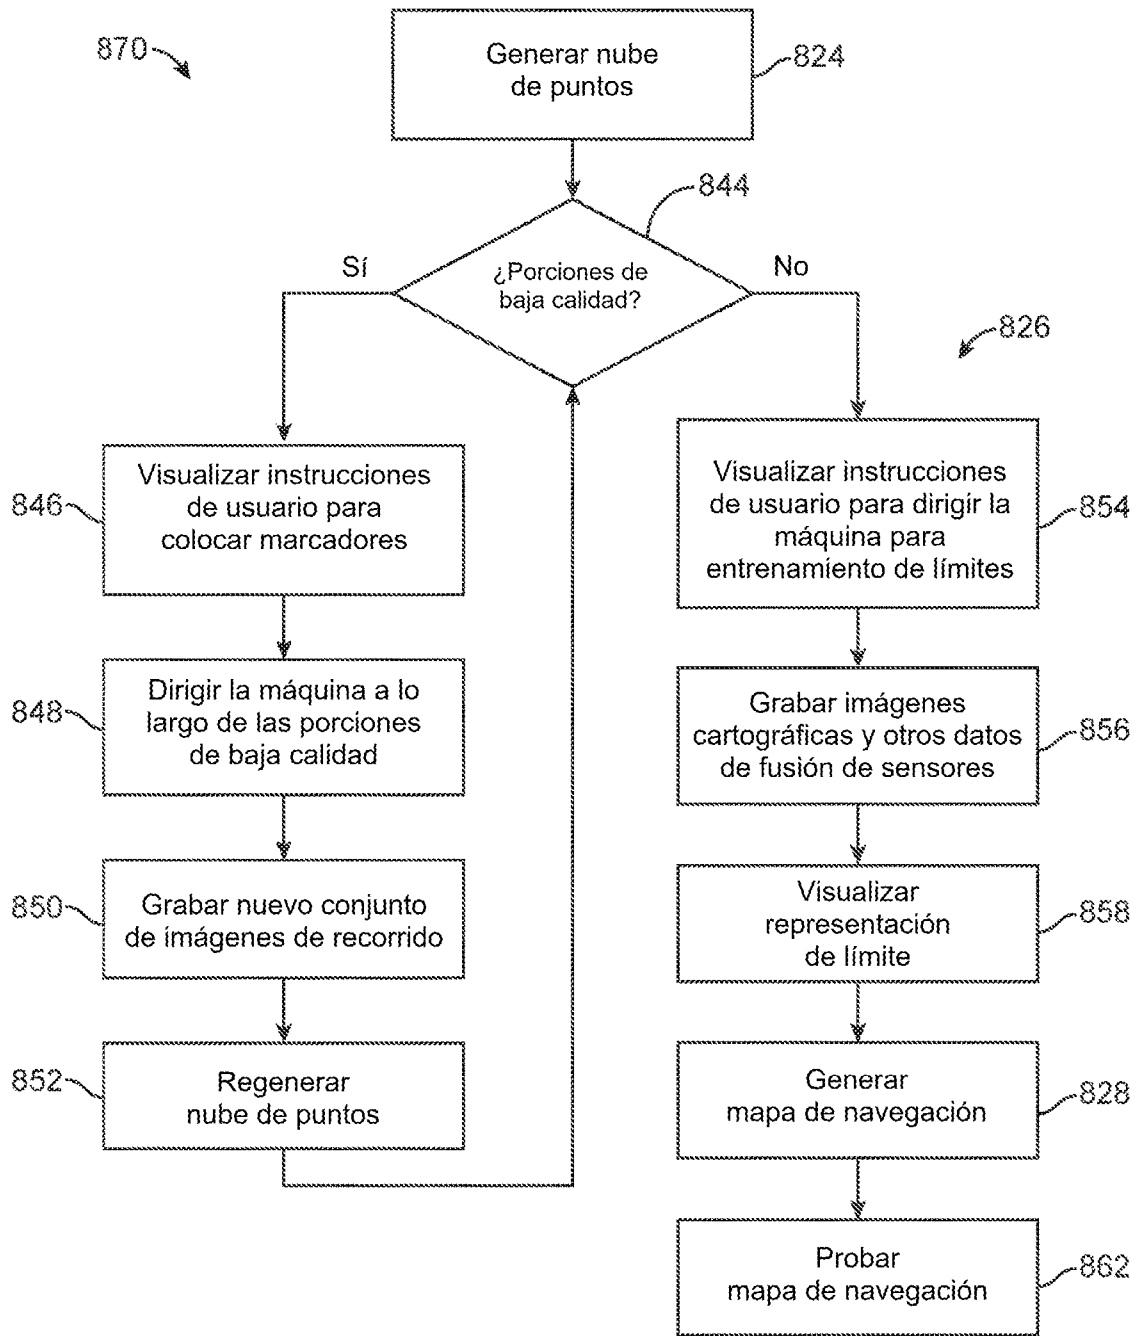 870
Generar nube
de puntos
824
844
¿Porciones de
baja calidad?
Sí
No
826
Visualizar instrucciones
de usuario para
colocar marcadores
846
Dirigir la máquina a lo
largo de las porciones
de baja calidad
848
Grabar nuevo conjunto
de imágenes de recorrido
850
Regenerar
nube de puntos
852
Visualizar instrucciones
de usuario para dirigir la
máquina para
entrenamiento de límites
854
Grabar imágenes
cartográficas y otros datos
de fusión de sensores
856
Visualizar
representación
de límite
858
Generar
mapa de navegación
828
Probar
mapa de navegación
862